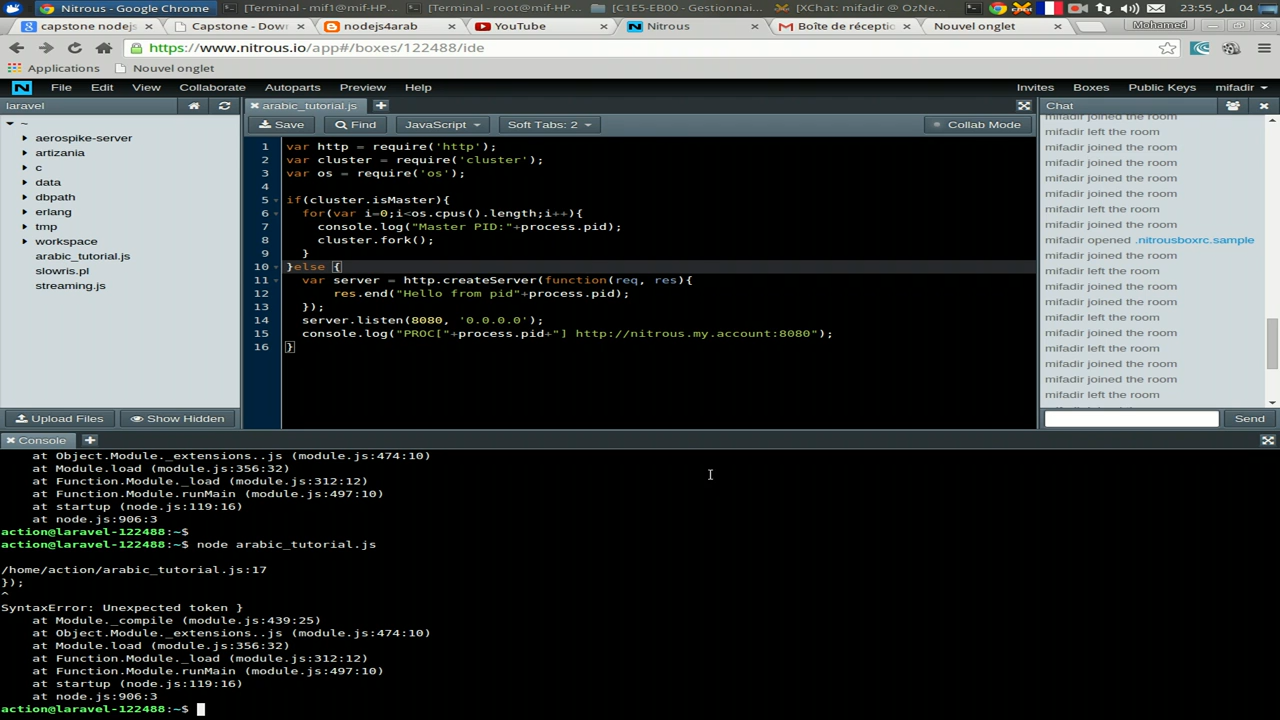 Nitrous - Google Chrome
[Terminal - mif1@mif-HP...
[Terminal - root@mif-HP...
[C1E5-EB00 - Gestionnai...
[XChat: mifadir @ OzNe...
23:55 مار, 04
capstone nodejs
Capstone - Down
nodejs4arab
YouTube
Nitrous
Boîte de réceptio
Nouvel onglet
Mohamed
https://www.nitrous.io/app#/boxes/122488/ide
Applications
Nouvel onglet
File Edit View Collaborate Autoparts Preview Help
Invites Boxes Public Keys mifadir
laravel
arabic_tutorial.js
Chat
Save
Find
JavaScript
Soft Tabs: 2
Collab Mode
~
aerospike-server
artizania
c
data
dbpath
erlang
tmp
workspace
arabic_tutorial.js
slowris.pl
streaming.js
Upload Files
Show Hidden
1 var http = require('http');
2 var cluster = require('cluster');
3 var os = require('os');
4
5 if(cluster.isMaster){
6 for(var i=0;i<os.cpus().length;i++){
7 console.log("Master PID:"+process.pid);
8 cluster.fork();
9 }
10 }else {
11 var server = http.createServer(function(req, res){
12 res.end("Hello from pid"+process.pid);
13 });
14 server.listen(8080, '0.0.0.0');
15 console.log("PROC["+process.pid+"] http://nitrous.my.account:8080");
16 }
mifadir joined the room
mifadir left the room
mifadir joined the room
mifadir joined the room
mifadir joined the room
mifadir joined the room
mifadir left the room
mifadir joined the room
mifadir opened .nitrousboxrc.sample
mifadir joined the room
mifadir left the room
mifadir joined the room
mifadir joined the room
mifadir left the room
mifadir joined the room
mifadir left the room
mifadir joined the room
mifadir joined the room
mifadir left the room
Send
Console
at Object.Module._extensions..js (module.js:474:10)
at Module.load (module.js:356:32)
at Function.Module._load (module.js:312:12)
at Function.Module.runMain (module.js:497:10)
at startup (node.js:119:16)
at node.js:906:3
action@laravel-122488:~$
action@laravel-122488:~$ node arabic_tutorial.js
/home/action/arabic_tutorial.js:17
});
^
SyntaxError: Unexpected token }
at Module._compile (module.js:439:25)
at Object.Module._extensions..js (module.js:474:10)
at Module.load (module.js:356:32)
at Function.Module._load (module.js:312:12)
at Function.Module.runMain (module.js:497:10)
at startup (node.js:119:16)
at node.js:906:3
action@laravel-122488:~$